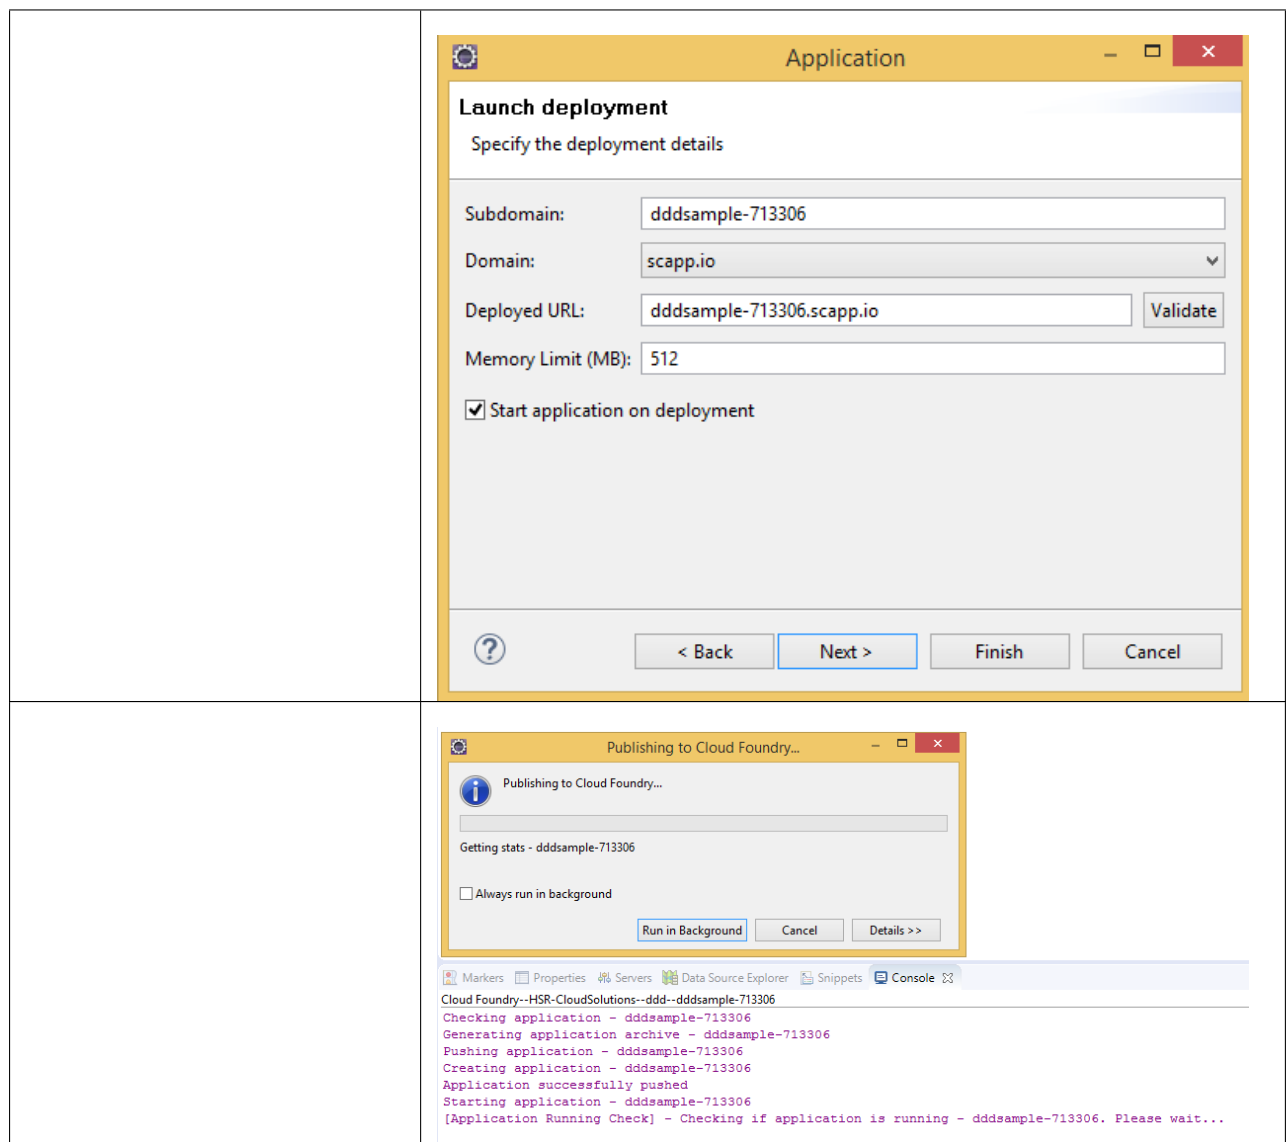 Application
Launch deployment
Specify the deployment details
Subdomain: dddsample-713306
Domain: scapp.io
Deployed URL: dddsample-713306.scapp.io Validate
Memory Limit (MB): 512
Start application on deployment
< Back Next > Finish Cancel
Publishing to Cloud Foundry...
Publishing to Cloud Foundry...
Getting stats - dddsample-713306
Always run in background
Run in Background Cancel Details >>
Markers Properties Servers Data Source Explorer Snippets Console
Cloud Foundry--HSR-CloudSolutions--ddd--dddsample-713306
Checking application - dddsample-713306
Generating application archive - dddsample-713306
Pushing application - dddsample-713306
Creating application - dddsample-713306
Application successfully pushed
Starting application - dddsample-713306
[Application Running Check] - Checking if application is running - dddsample-713306. Please wait...